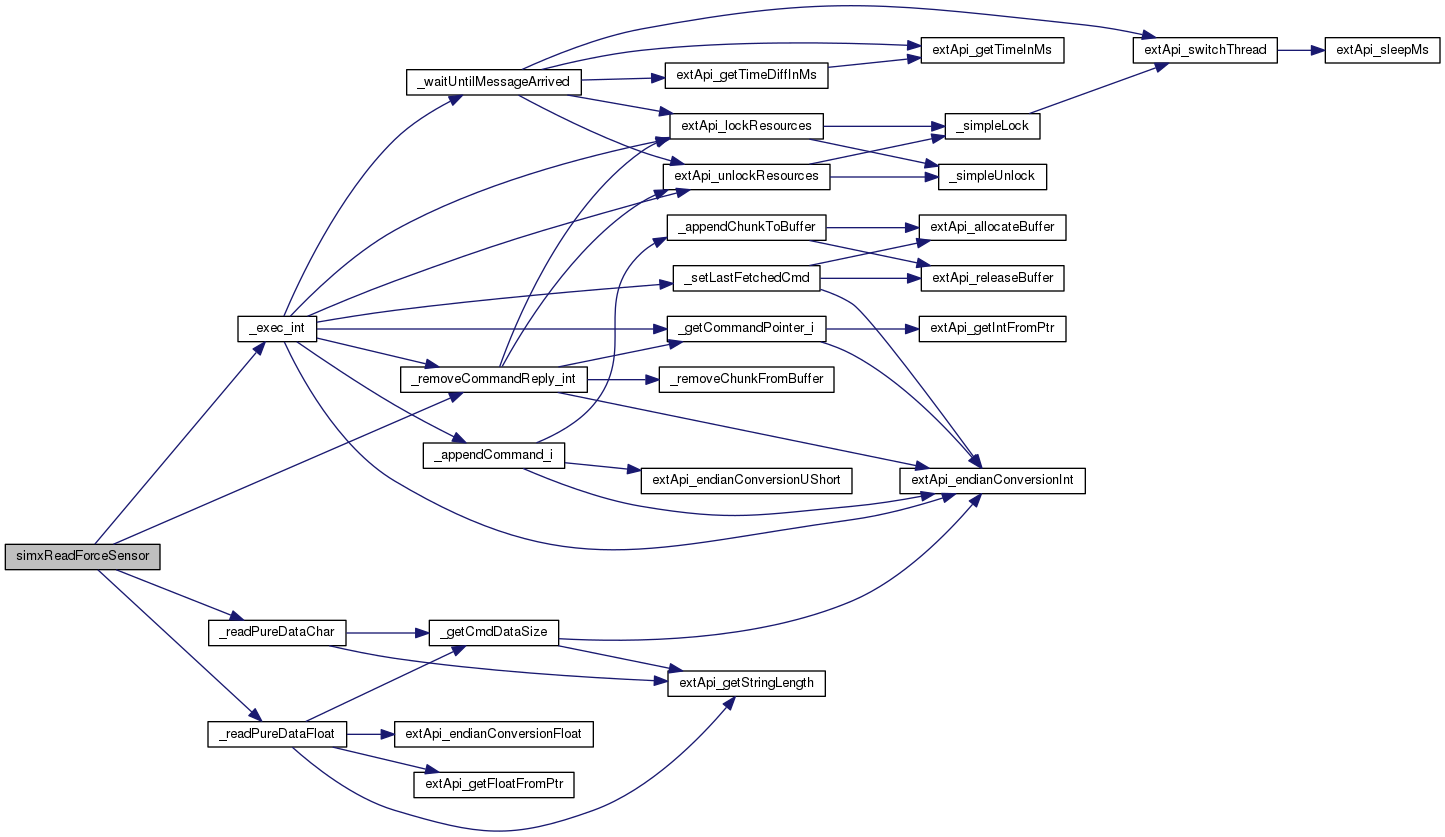 extApi_getTimeInMs
extApi_switchThread
extApi_sleepMs
_waitUntilMessageArrived
extApi_getTimeDiffInMs
extApi_lockResources
_simpleLock
extApi_unlockResources
_simpleUnlock
_appendChunkToBuffer
extApi_allocateBuffer
_setLastFetchedCmd
extApi_releaseBuffer
_exec_int
_getCommandPointer_i
extApi_getIntFromPtr
_removeCommandReply_int
_removeChunkFromBuffer
_appendCommand_i
extApi_endianConversionUShort
extApi_endianConversionInt
simxReadForceSensor
_readPureDataChar
_getCmdDataSize
extApi_getStringLength
_readPureDataFloat
extApi_endianConversionFloat
extApi_getFloatFromPtr